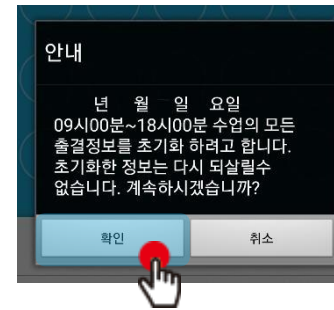 안내
년 월 일 요일
09시00분~18시00분 수업의 모든
출결정보를 초기화 하려고 합니다.
초기화한 정보는 다시 되살릴수
없습니다. 계속하시겠습니까?
확인 취소